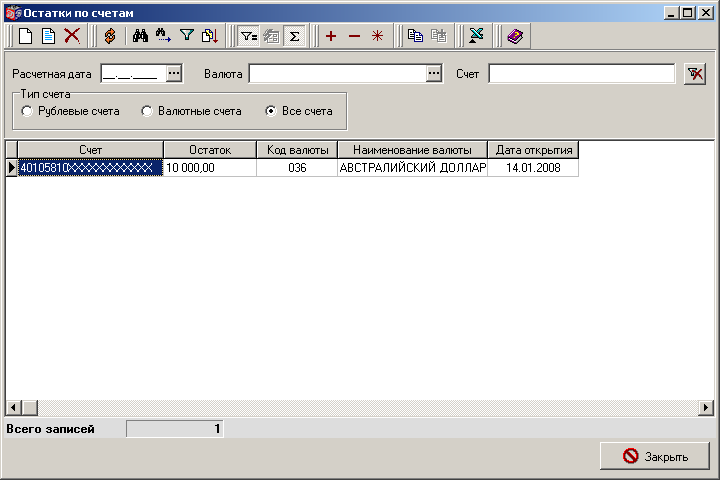 Остатки по счетам
Расчетная дата __.__.____ Валюта Счет
Тип счета
Рублевые счета Валютные счета Все счета
Счет Остаток Код валюты Наименование валюты Дата открытия
40105810XXXXXXXXXXXX 10 000,00 036 АВСТРАЛИЙСКИЙ ДОЛЛАР 14.01.2008
Всего записей 1
Закрыть